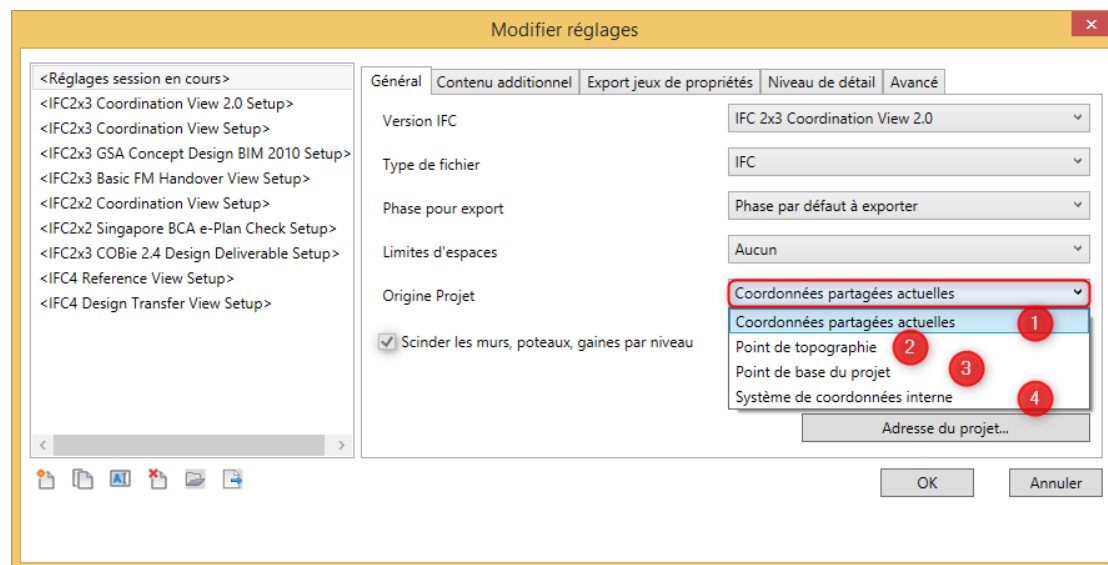 Modifier réglages
<Réglages session en cours>
<IFC2x3 Coordination View 2.0 Setup>
<IFC2x3 Coordination View Setup>
<IFC2x3 GSA Concept Design BIM 2010 Setup>
<IFC2x3 Basic FM Handover View Setup>
<IFC2x2 Coordination View Setup>
<IFC2x2 Singapore BCA e-Plan Check Setup>
<IFC2x3 COBie 2.4 Design Deliverable Setup>
<IFC4 Reference View Setup>
<IFC4 Design Transfer View Setup>
Général Contenu additionnel Export jeux de propriétés Niveau de détail Avancé
Version IFC IFC 2x3 Coordination View 2.0
Type de fichier IFC
Phase pour export Phase par défaut à exporter
Limites d'espaces Aucun
Origine Projet Coordonnées partagées actuelles
Coordonnées partagées actuelles 1
Scinder les murs, poteaux, gaines par niveau
Point de topographie 2
Point de base du projet 3
Système de coordonnées interne 4
Adresse du projet...
OK Annuler